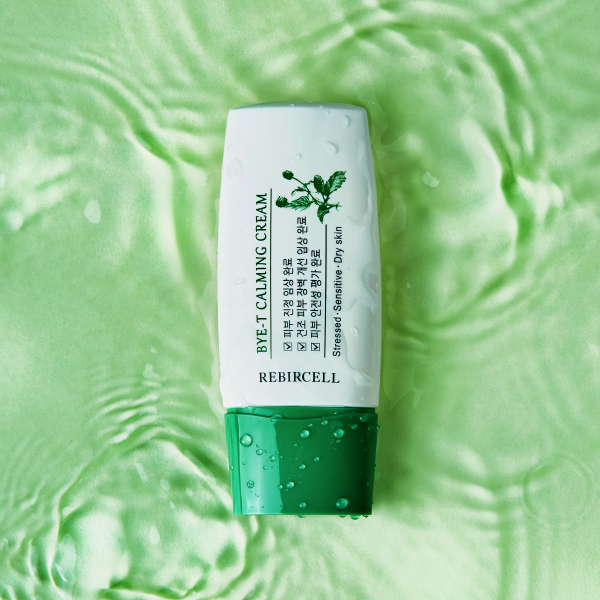 BYE-T CALMING CREAM
피부 진정 임상 완료
건조 피부 장벽 개선 임상 완료
피부 안전성 평가 완료
Stressed · Sensitive · Dry skin
REBIRCELL